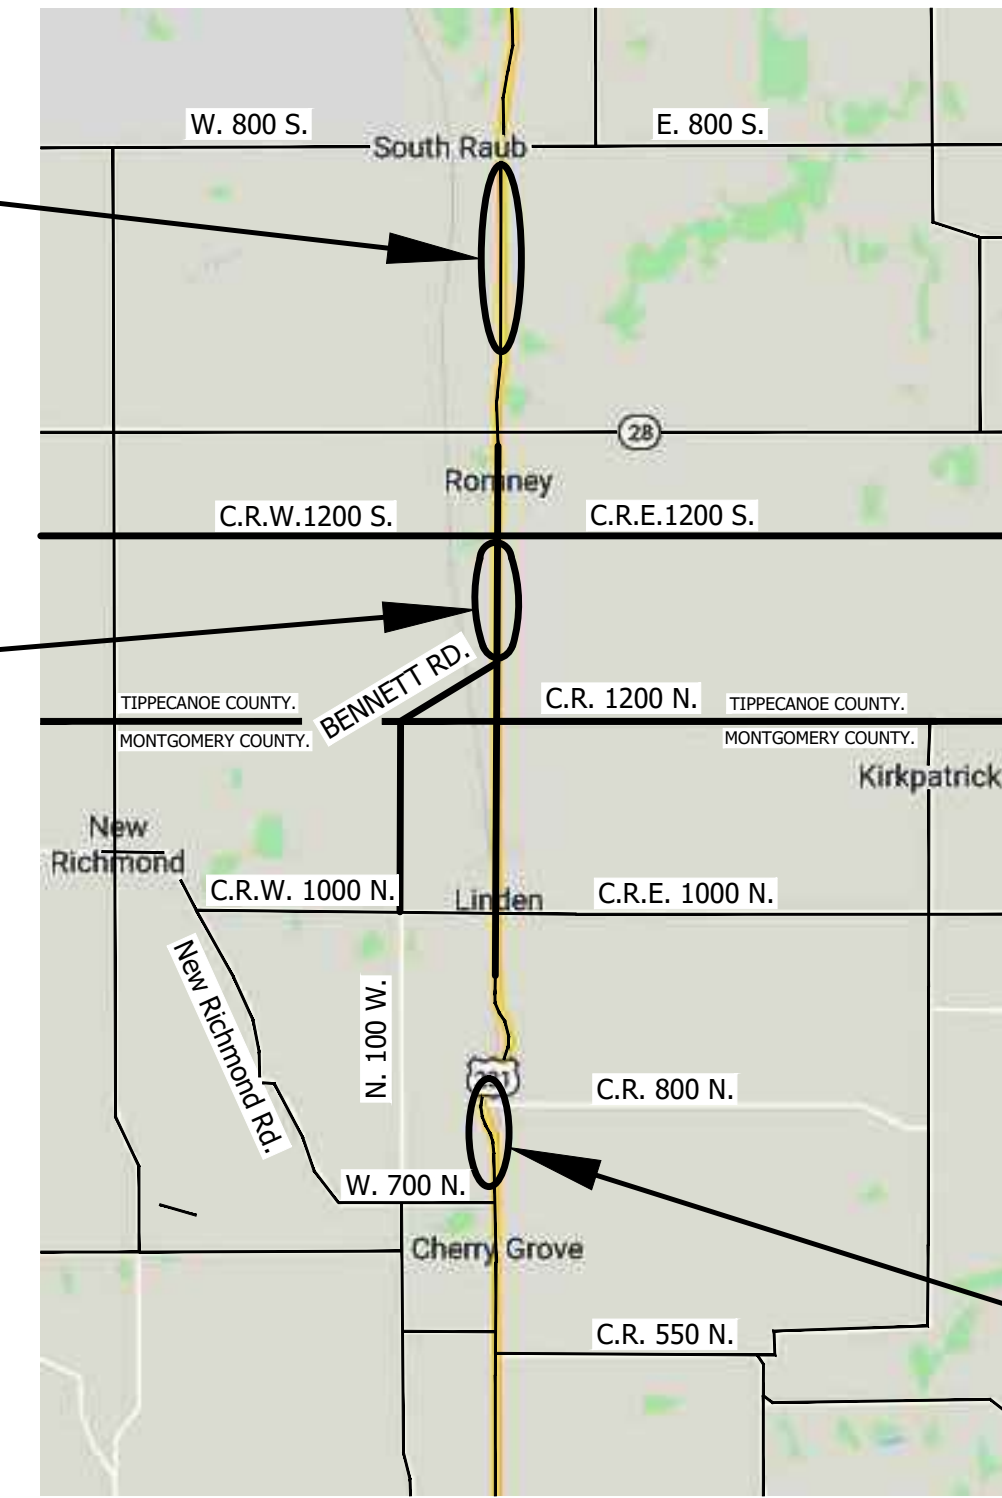 W. 800 S.
E. 800 S.
South Raub
28
Romney
C.R.W.1200 S.
C.R.E.1200 S.
BENNETT RD.
C.R. 1200 N.
TIPPECANOE COUNTY.
TIPPECANOE COUNTY.
MONTGOMERY COUNTY.
MONTGOMERY COUNTY.
Kirkpatrick
New
Richmond
C.R.W. 1000 N.
Linden
C.R.E. 1000 N.
New Richmond Rd.
N. 100 W.
231
C.R. 800 N.
W. 700 N.
Cherry Grove
C.R. 550 N.